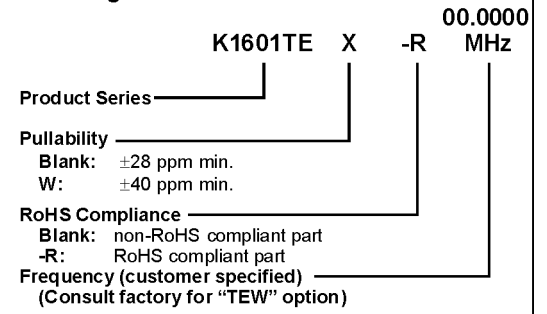 00.0000
K1601TE X -R MHz
Product Series
Pullability
Blank: ±28 ppm min.
W: ±40 ppm min.
RoHS Compliance
Blank: non-RoHS compliant part
-R: RoHS compliant part
Frequency (customer specified)
(Consult factory for “TEW” option)